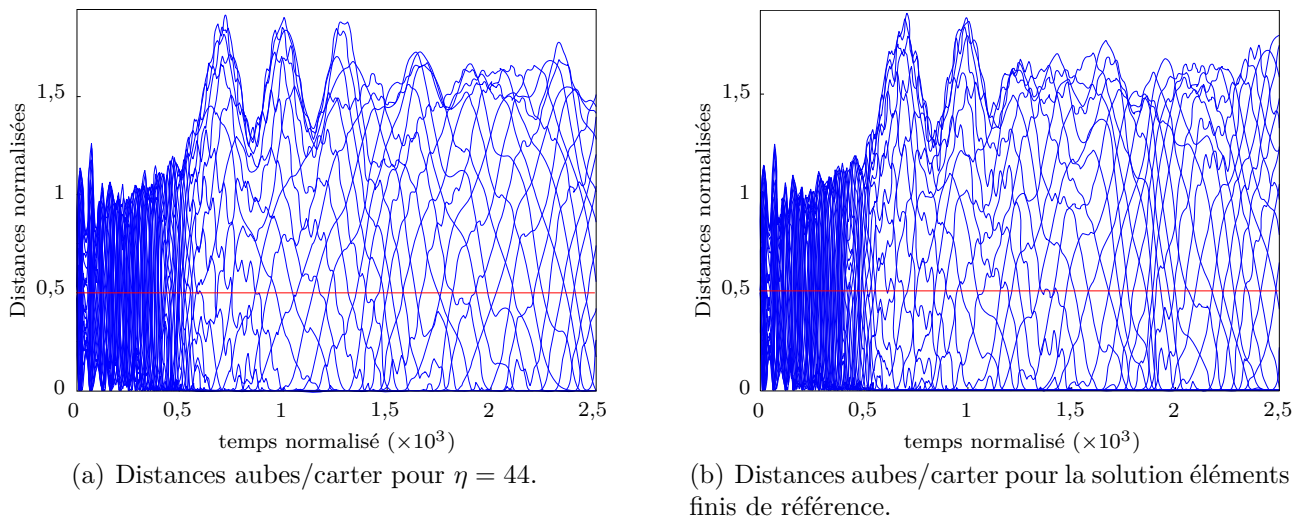 Distances normalisées
1,5
1
0,5
0
0 0,5 1 1,5 2 2,5
temps normalisé (×10³)
(a) Distances aubes/carter pour η = 44.
Distances normalisées
1,5
1
0,5
0
0 0,5 1 1,5 2 2,5
temps normalisé (×10³)
(b) Distances aubes/carter pour la solution éléments
finis de référence.